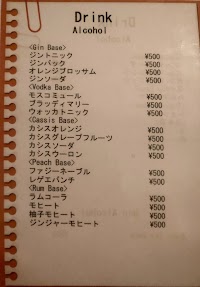 Drink
Alcohol
<Gin Base>
ジントニック ¥500
ジンバック ¥500
オレンジブロッサム ¥500
ジンソーダ ¥500
<Vodka Base>
モスコミュール ¥500
ブラッディマリー ¥500
ウォッカトニック ¥500
<Cassis Base>
カシスオレンジ ¥500
カシスグレープフルーツ ¥500
カシスソーダ ¥500
カシスウーロン ¥500
<Peach Base>
ファジーネーブル ¥500
レゲエパンチ ¥500
<Rum Base>
ラムコーラ ¥500
モヒート ¥500
柚子モヒート ¥500
ジンジャーモヒート ¥500